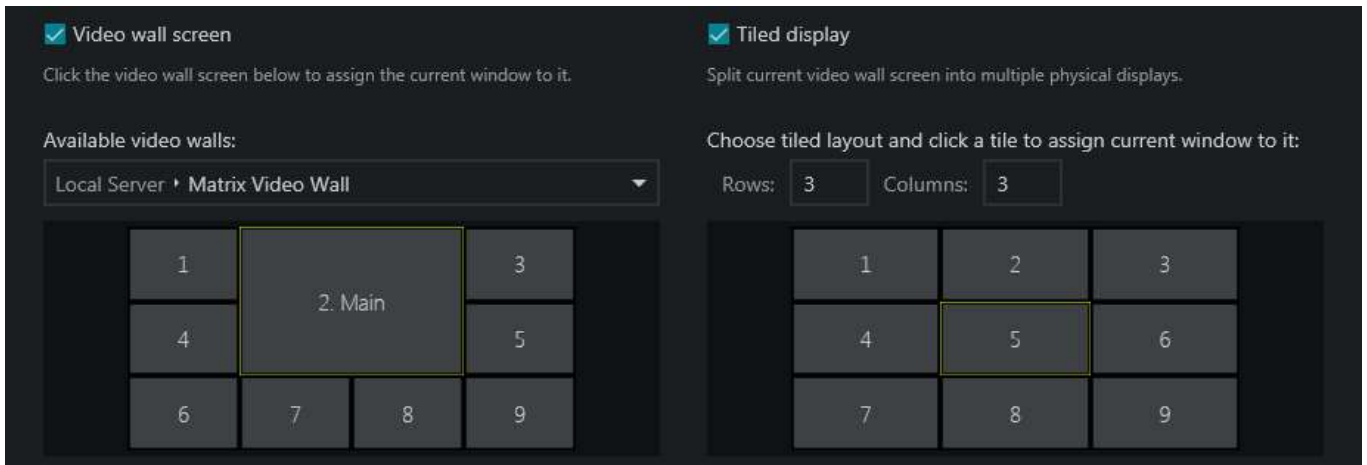 Video wall screen
Click the video wall screen below to assign the current window to it.
Available video walls:
Local Server ‣ Matrix Video Wall
1
2. Main
3
4
5
6 7 8 9
Tiled display
Split current video wall screen into multiple physical displays.
Choose tiled layout and click a tile to assign current window to it:
Rows: 3 Columns: 3
1 2 3
4 5 6
7 8 9